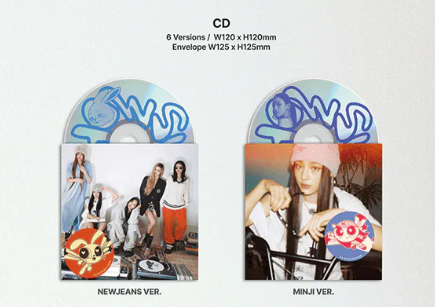 CD
6 Versions / W120 x H120mm
Envelope W125 x H125mm
NEWJEANS VER.
MINJI VER.